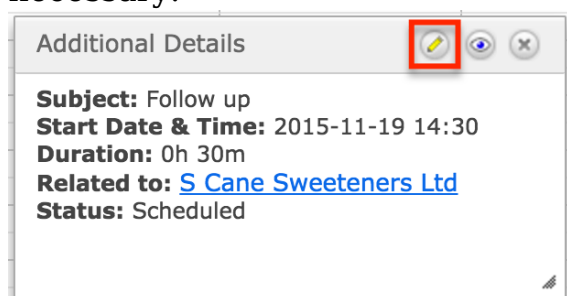 necessary.
Additional Details
Subject: Follow up
Start Date & Time: 2015-11-19 14:30
Duration: 0h 30m
Related to: S Cane Sweeteners Ltd
Status: Scheduled